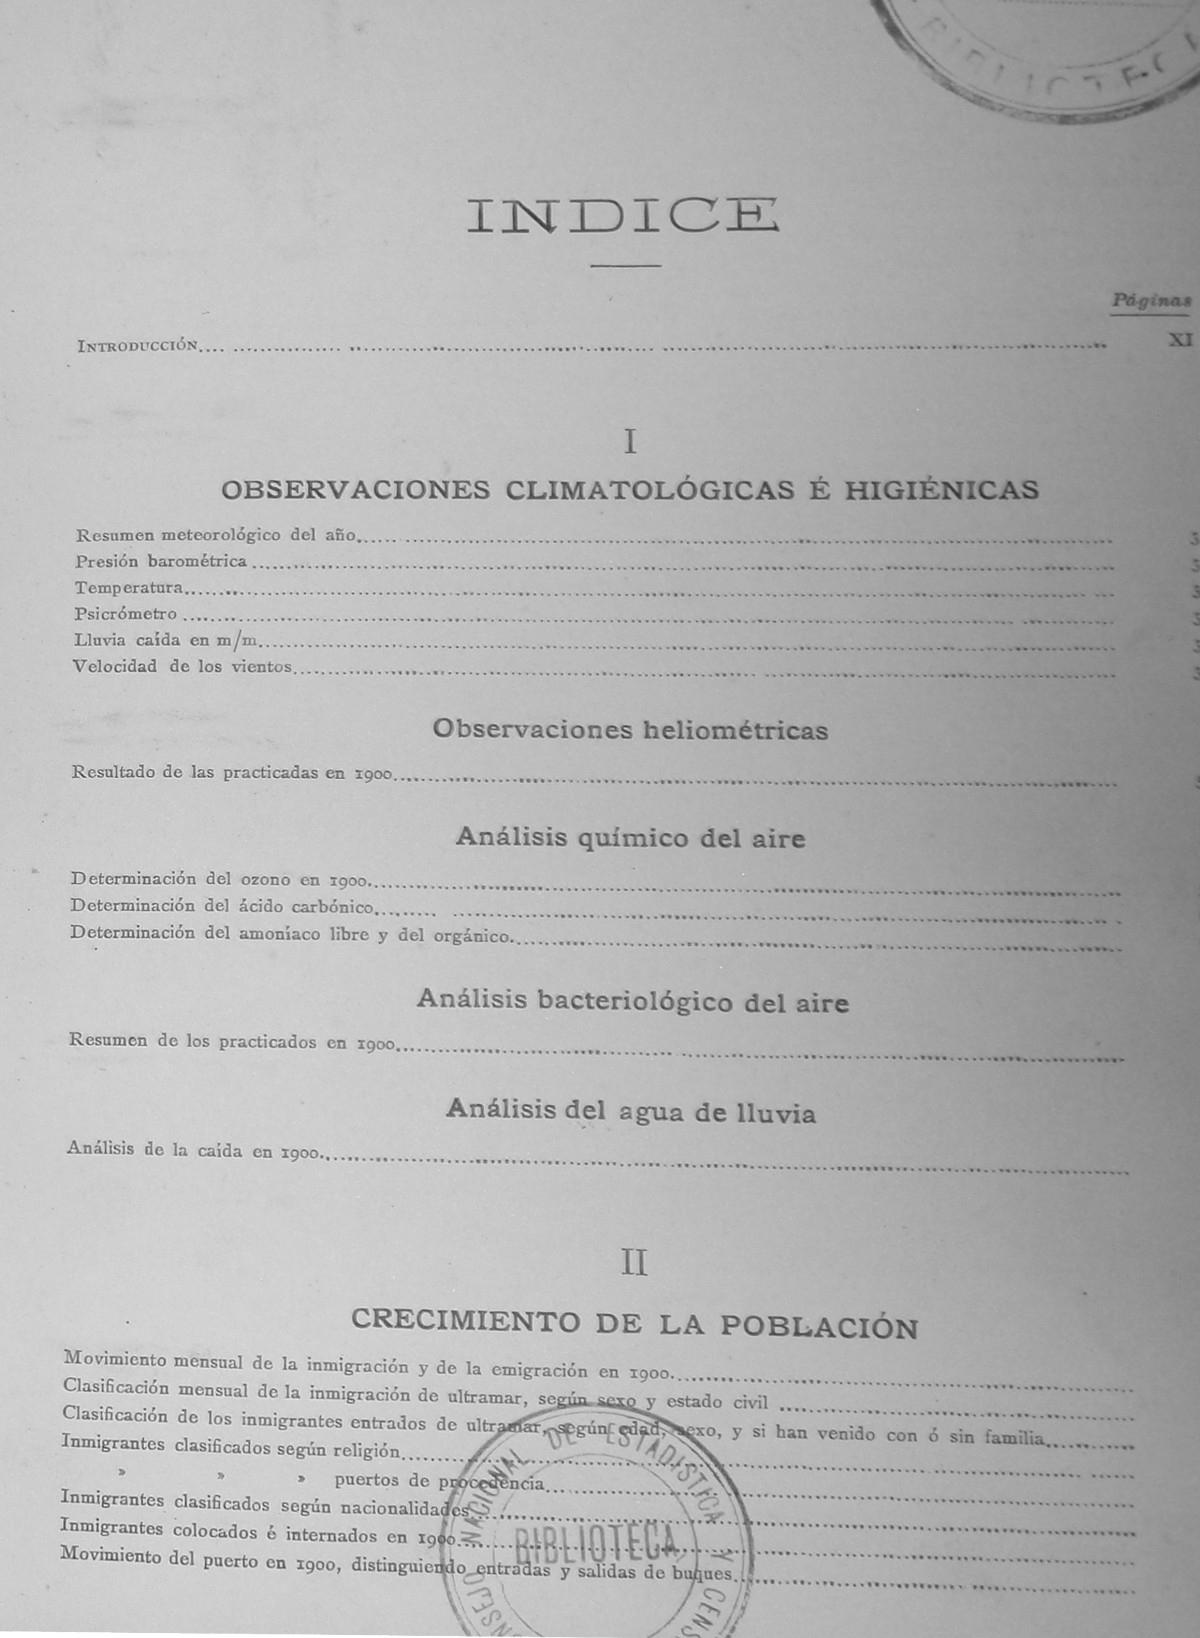 BIBLIOTECA
INDICE
Páginas
INTRODUCCIÓN.... XI
I
OBSERVACIONES CLIMATOLÓGICAS É HIGIÉNICAS
Resumen meteorológico del año
Presión barométrica
Temperatura
Psicrómetro
Lluvia caída en m/m
Velocidad de los vientos
Observaciones heliométricas
Resultado de las practicadas en 1900
Análisis químico del aire
Determinación del ozono en 1900
Determinación del ácido carbónico
Determinación del amoníaco libre y del orgánico
Análisis bacteriológico del aire
Resumen de los practicados en 1900
Análisis del agua de lluvia
Análisis de la caída en 1900
II
CRECIMIENTO DE LA POBLACIÓN
Movimiento mensual de la inmigración y de la emigración en 1900
Clasificación mensual de la inmigración de ultramar, según sexo y estado civil
Clasificación de los inmigrantes entrados de ultramar, según edad, sexo, y si han venido con ó sin familia
Inmigrantes clasificados según religión
» » » puertos de procedencia
Inmigrantes clasificados según nacionalidades
Inmigrantes colocados é internados en 1900
Movimiento del puerto en 1900, distinguiendo entradas y salidas de buques
NACIONAL DE ESTADISTICA Y
BIBLIOTECA